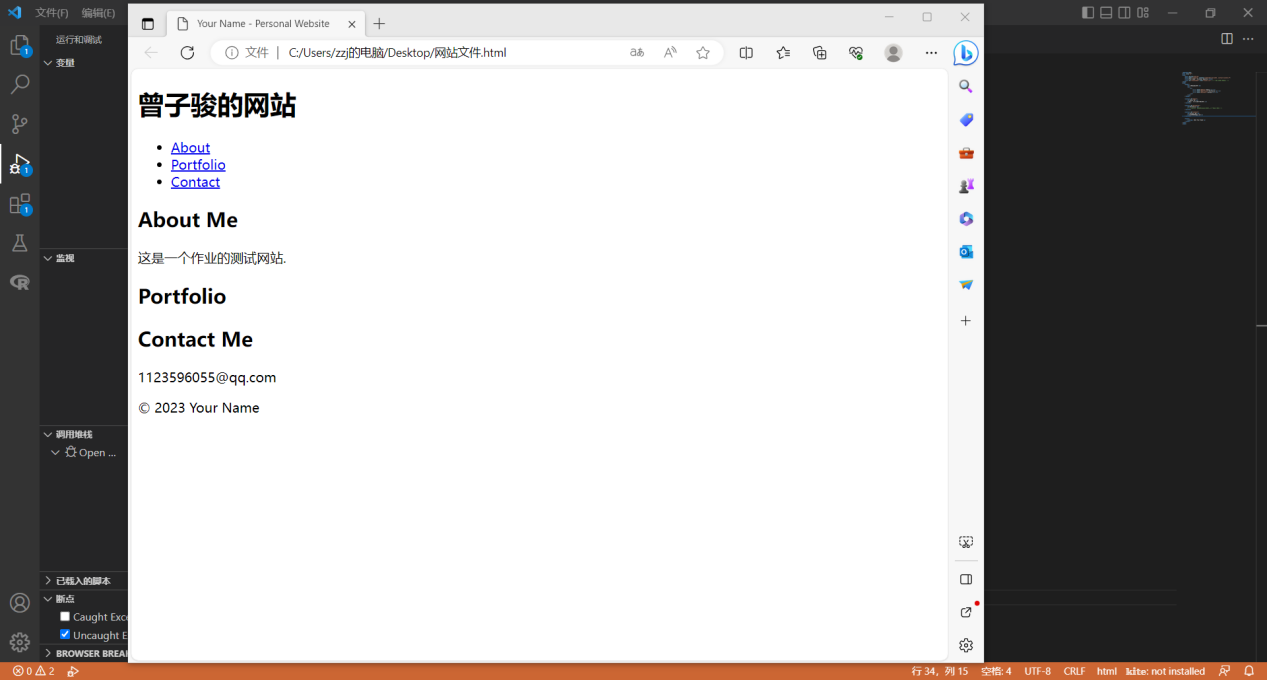 文件(F) 编辑(E)
Your Name - Personal Website
文件 | C:/Users/zzj的电脑/Desktop/网站文件.html
运行和调试
变量
监视
调用堆栈
Open ...
已载入的脚本
断点
Caught Exce
Uncaught E
BROWSER BREAI
曾子骏的网站
About
Portfolio
Contact
About Me
这是一个作业的测试网站.
Portfolio
Contact Me
1123596055@qq.com
© 2023 Your Name
0 2
行 34，列 15 空格: 4 UTF-8 CRLF html kite: not installed